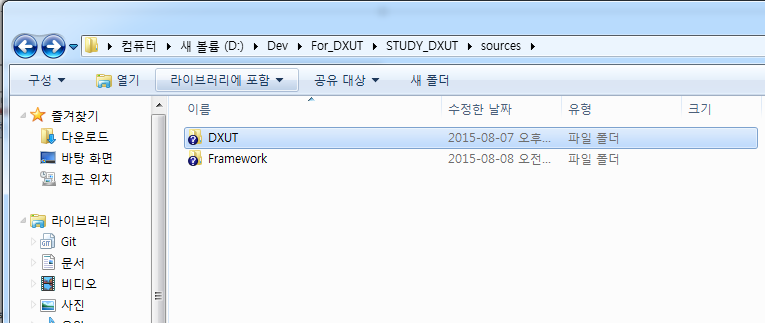 컴퓨터 새 볼륨 (D:) Dev For_DXUT STUDY_DXUT sources
구성 열기 라이브러리에 포함 공유 대상 새 폴더
즐겨찾기
다운로드
바탕 화면
최근 위치
라이브러리
Git
문서
비디오
사진
이름 수정한 날짜 유형 크기
DXUT 2015-08-07 오후... 파일 폴더
Framework 2015-08-08 오전... 파일 폴더